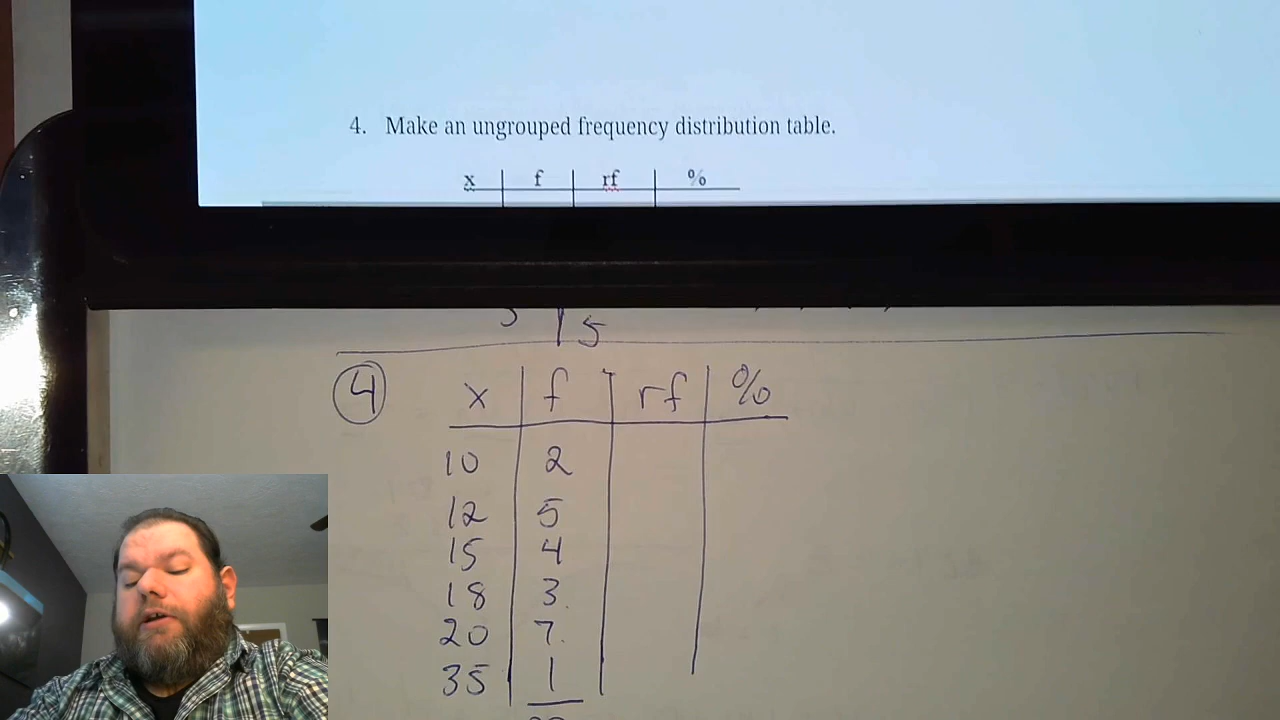 4. Make an ungrouped frequency distribution table.
x f rf %
5
4 x f rf %
10 2
12 5
15 4
18 3
20 7
35 1